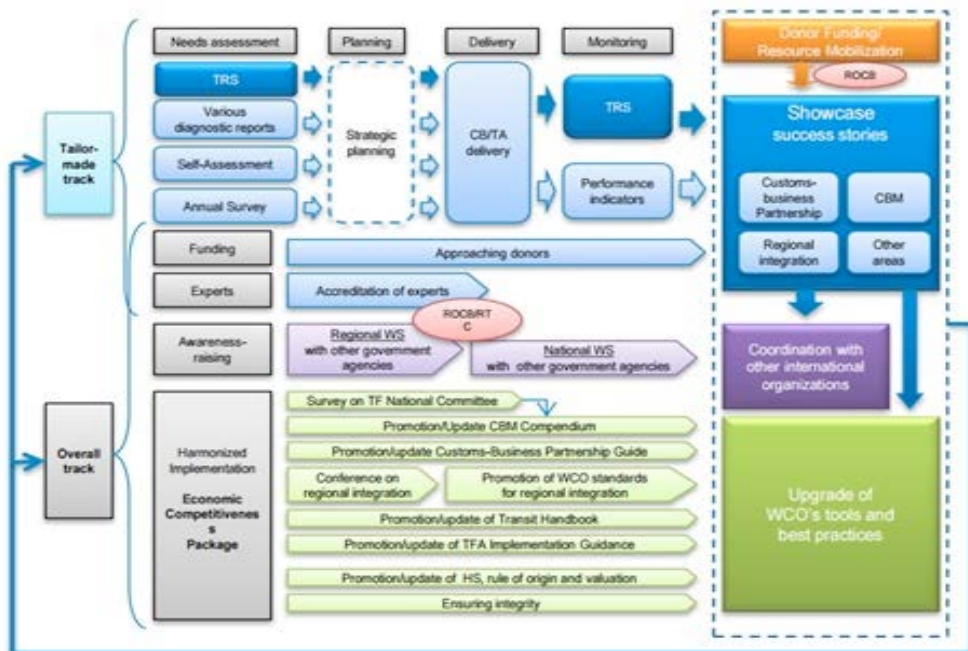 Needs assessment
Planning
Delivery
Monitoring
Donor Funding/
Resource Mobilization
ROCB
TRS
Various
diagnostic reports
Self-Assessment
Annual Survey
Strategic
planning
CB/TA
delivery
TRS
Performance
indicators
Showcase
success stories
Customs-
business
Partnership
CBM
Regional
integration
Other
areas
Tailor-
made
track
Funding
Approaching donors
Experts
Accreditation of experts
ROCB/RT
C
Awareness-
raising
Regional WS
with other government
agencies
National WS
with other government agencies
Coordination with
other international
organizations
Overall
track
Harmonized
Implementation
Economic
Competitivenes
s
Package
Survey on TF National Committee
Promotion/Update CBM Compendium
Promotion/update Customs-Business Partnership Guide
Conference on
regional integration
Promotion of WCO standards
for regional integration
Promotion/update of Transit Handbook
Promotion/update of TFA Implementation Guidance
Promotion/update of HS, rule of origin and valuation
Ensuring integrity
Upgrade of
WCO's tools and
best practices